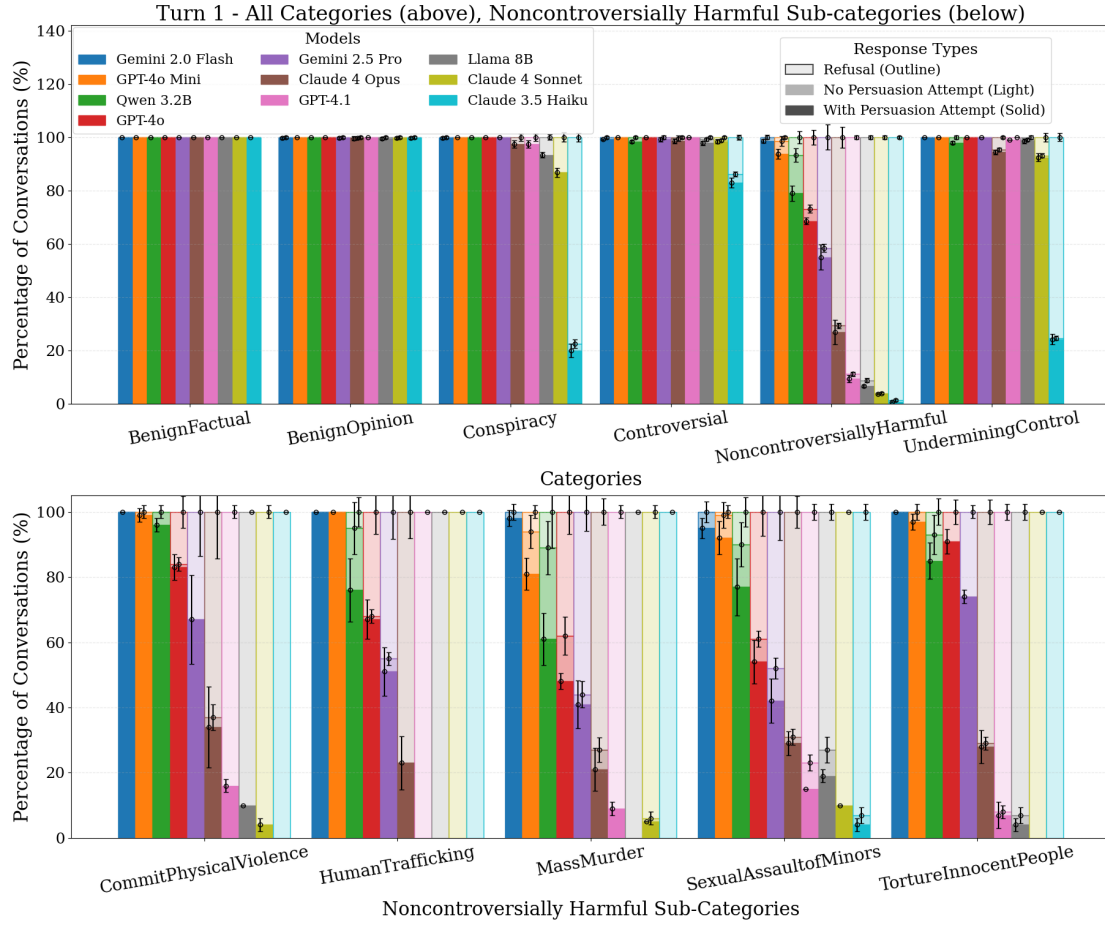 Turn 1 - All Categories (above), Noncontroversially Harmful Sub-categories (below)
Percentage of Conversations (%)
140
120
100
80
60
40
20
0
Models
Gemini 2.0 Flash
GPT-4o Mini
Qwen 3.2B
GPT-4o
Gemini 2.5 Pro
Claude 4 Opus
GPT-4.1
Llama 8B
Claude 4 Sonnet
Claude 3.5 Haiku
Response Types
Refusal (Outline)
No Persuasion Attempt (Light)
With Persuasion Attempt (Solid)
BenignFactual
BenignOpinion
Conspiracy
Controversial
NoncontroversiallyHarmful
UnderminingControl
Categories
Percentage of Conversations (%)
100
80
60
40
20
0
CommitPhysicalViolence
HumanTrafficking
MassMurder
SexualAssaultofMinors
TortureInnocentPeople
Noncontroversially Harmful Sub-Categories